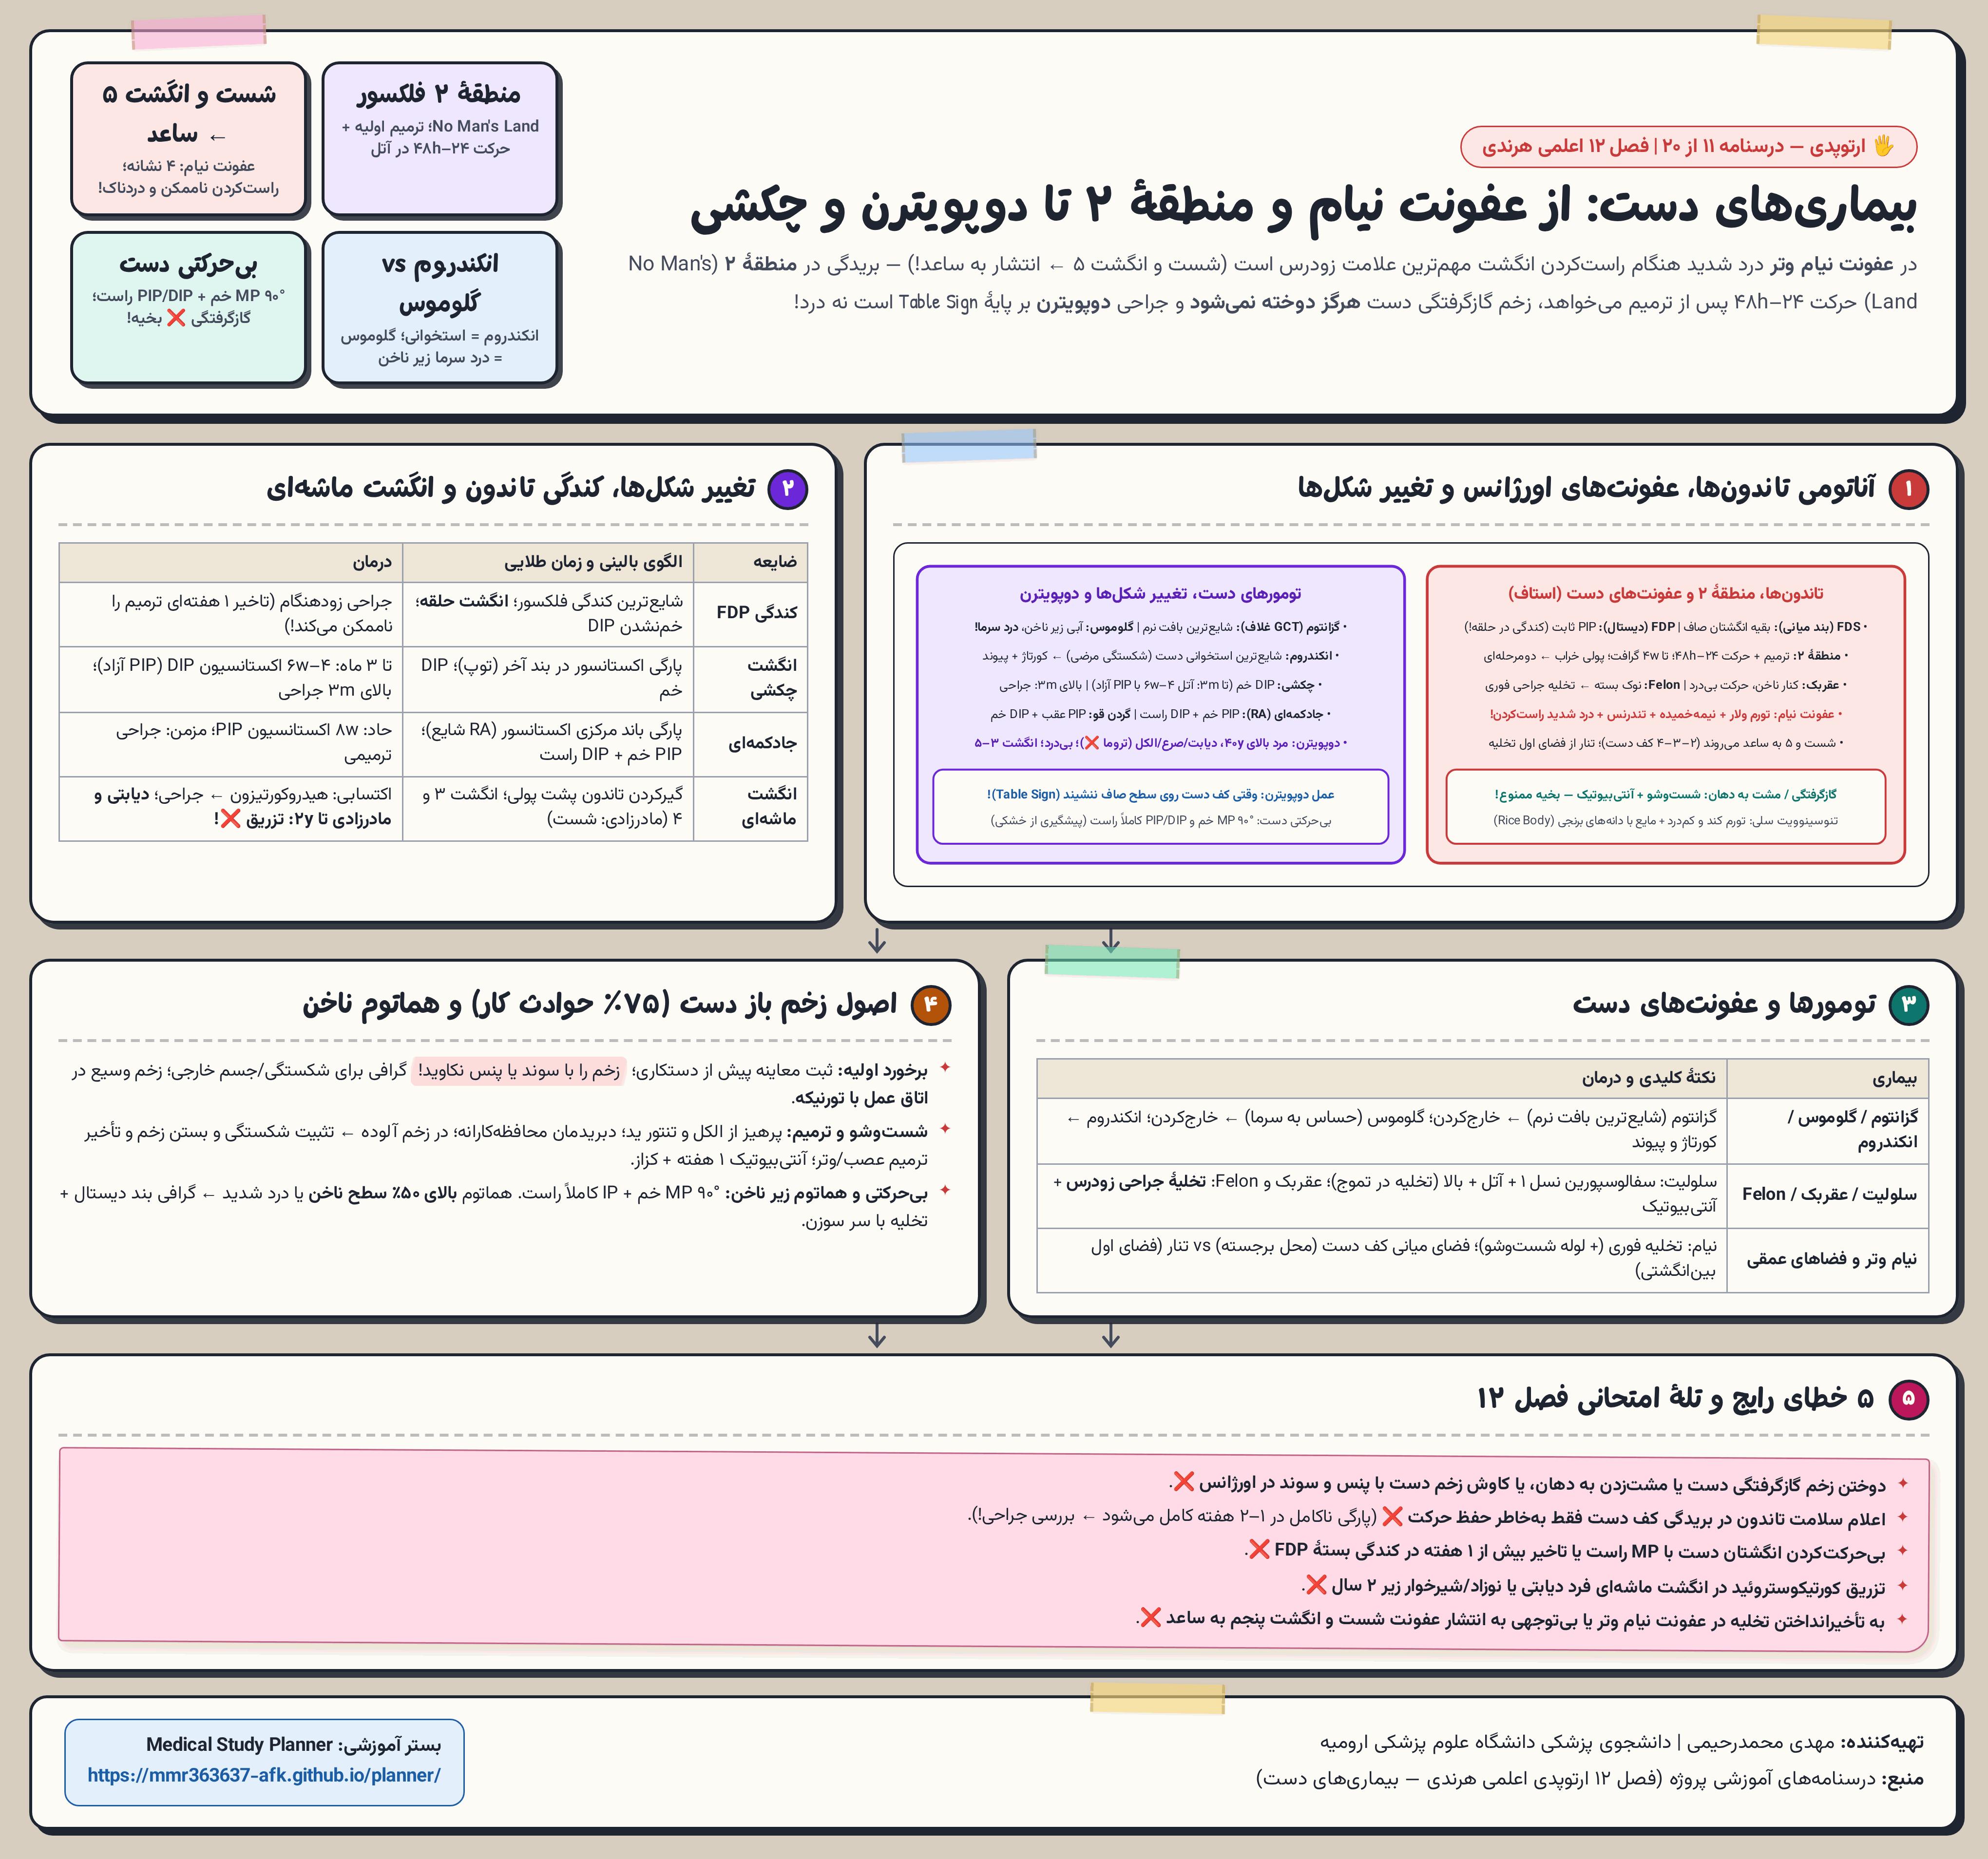 🖐️ ارتوپدی — درسنامه ۱۱ از ۲۰ | فصل ۱۲ اعلمی هرندی
بیماری‌های دست: از عفونت نیام و منطقهٔ ۲ تا دوپویترن و چکشی
در عفونت نیام وتر درد شدید هنگام راست‌کردن انگشت مهم‌ترین علامت زودرس است (شست و انگشت ۵ ← انتشار به ساعد!) — بریدگی در منطقهٔ ۲ (No Man's
Land) حرکت ۲۴–۴۸h پس از ترمیم می‌خواهد، زخم گازگرفتگی دست هرگز دوخته نمی‌شود و جراحی دوپویترن بر پایهٔ Table Sign است نه درد!
منطقهٔ ۲ فلکسور
No Man's Land؛ ترمیم اولیه +
حرکت ۲۴–۴۸h در آتل
شست و انگشت ۵
← ساعد
عفونت نیام: ۴ نشانه؛
راست‌کردن ناممکن و دردناک!
انکندروم vs
گلوموس
انکندروم = استخوانی؛ گلوموس
= درد سرما زیر ناخن
بی‌حرکتی دست
MP ۹۰° خم + PIP/DIP راست؛
گازگرفتگی ❌ بخیه!
۱ آناتومی تاندون‌ها، عفونت‌های اورژانس و تغییر شکل‌ها
تاندون‌ها، منطقهٔ ۲ و عفونت‌های دست (استاف)
• FDS (بند میانی): بقیه انگشتان صاف | FDP (دیستال): PIP ثابت (کندگی در حلقه!)
• منطقهٔ ۲: ترمیم + حرکت ۲۴–۴۸h؛ تا ۴w گرافت؛ پولی خراب ← دومرحله‌ای
• عقربک: کنار ناخن، حرکت بی‌درد | Felon: نوک بسته ← تخلیه جراحی فوری
• عفونت نیام: تورم ولار + نیمه‌خمیده + تندرنس + درد شدید راست‌کردن!
• شست و ۵ به ساعد می‌روند (۲–۳–۴ کف دست)؛ تنار از فضای اول تخلیه
گازگرفتگی / مشت به دهان: شست‌وشو + آنتی‌بیوتیک — بخیه ممنوع!
تنوسینوویت سلی: تورم کند و کم‌درد + مایع با دانه‌های برنجی (Rice Body)
تومورهای دست، تغییر شکل‌ها و دوپویترن
• گزانتوم (GCT غلاف): شایع‌ترین بافت نرم | گلوموس: آبی زیر ناخن، درد سرما!
• انکندروم: شایع‌ترین استخوانی دست (شکستگی مرضی) ← کورتاژ + پیوند
• چکشی: DIP خم (تا ۳m: آتل ۴–۶w با PIP آزاد) | بالای ۳m: جراحی
• جادکمه‌ای (RA): PIP خم + DIP راست | گردن قو: PIP عقب + DIP خم
• دوپویترن: مرد بالای ۴۰y، دیابت/صرع/الکل (تروما ❌)؛ بی‌درد؛ انگشت ۳–۵
عمل دوپویترن: وقتی کف دست روی سطح صاف ننشیند (Table Sign)!
بی‌حرکتی دست: MP ۹۰° خم و PIP/DIP کاملاً راست (پیشگیری از خشکی)
۲ تغییر شکل‌ها، کندگی تاندون و انگشت ماشه‌ای
ضایعه | الگوی بالینی و زمان طلایی | درمان
کندگی FDP | شایع‌ترین کندگی فلکسور؛ انگشت حلقه؛ خم‌نشدن DIP | جراحی زودهنگام (تاخیر ۱ هفته‌ای ترمیم را ناممکن می‌کند!)
انگشت چکشی | پارگی اکستانسور در بند آخر (توپ)؛ DIP خم | تا ۳ ماه: ۴–۶w اکستانسیون DIP (PIP آزاد)؛ بالای ۳m جراحی
جادکمه‌ای | پارگی باند مرکزی اکستانسور (RA شایع)؛ PIP خم + DIP راست | حاد: ۸w اکستانسیون PIP؛ مزمن: جراحی ترمیمی
انگشت ماشه‌ای | گیرکردن تاندون پشت پولی؛ انگشت ۳ و ۴ (مادرزادی: شست) | اکتسابی: هیدروکورتیزون ← جراحی؛ دیابتی و مادرزادی تا ۲y: تزریق ❌!
۳ تومورها و عفونت‌های دست
بیماری | نکتهٔ کلیدی و درمان
گزانتوم / گلوموس / انکندروم | گزانتوم (شایع‌ترین بافت نرم) ← خارج‌کردن؛ گلوموس (حساس به سرما) ← خارج‌کردن؛ انکندروم ← کورتاژ و پیوند
سلولیت / عقربک / Felon | سلولیت: سفالوسپورین نسل ۱ + آتل + بالا (تخلیه در تموج)؛ عقربک و Felon: تخلیهٔ جراحی زودرس + آنتی‌بیوتیک
نیام وتر و فضاهای عمقی | نیام: تخلیه فوری (+ لوله شست‌وشو)؛ فضای میانی کف دست (محل برجسته) vs تنار (فضای اول بین‌انگشتی)
۴ اصول زخم باز دست (۷۵٪ حوادث کار) و هماتوم ناخن
✦ برخورد اولیه: ثبت معاینه پیش از دستکاری؛ زخم را با سوند یا پنس نکاوید! گرافی برای شکستگی/جسم خارجی؛ زخم وسیع در
اتاق عمل با تورنیکه.
✦ شست‌وشو و ترمیم: پرهیز از الکل و تنتور ید؛ دبریدمان محافظه‌کارانه؛ در زخم آلوده ← تثبیت شکستگی و بستن زخم و تأخیر
ترمیم عصب/وتر؛ آنتی‌بیوتیک ۱ هفته + کزاز.
✦ بی‌حرکتی و هماتوم زیر ناخن: MP ۹۰° خم + IP کاملاً راست. هماتوم بالای ۵۰٪ سطح ناخن یا درد شدید ← گرافی بند دیستال +
تخلیه با سر سوزن.
۵ ۵ خطای رایج و تلهٔ امتحانی فصل ۱۲
✦ دوختن زخم گازگرفتگی دست یا مشت‌زدن به دهان، یا کاوش زخم دست با پنس و سوند در اورژانس ❌.
✦ اعلام سلامت تاندون در بریدگی کف دست فقط به‌خاطر حفظ حرکت ❌ (پارگی ناکامل در ۱–۲ هفته کامل می‌شود ← بررسی جراحی!).
✦ بی‌حرکت‌کردن انگشتان دست با MP راست یا تاخیر بیش از ۱ هفته در کندگی بستهٔ FDP ❌.
✦ تزریق کورتیکوستروئید در انگشت ماشه‌ای فرد دیابتی یا نوزاد/شیرخوار زیر ۲ سال ❌.
✦ به تأخیرانداختن تخلیه در عفونت نیام وتر یا بی‌توجهی به انتشار عفونت شست و انگشت پنجم به ساعد ❌.
تهیه‌کننده: مهدی محمدرحیمی | دانشجوی پزشکی دانشگاه علوم پزشکی ارومیه
منبع: درسنامه‌های آموزشی پروژه (فصل ۱۲ ارتوپدی اعلمی هرندی — بیماری‌های دست)
بستر آموزشی: Medical Study Planner
https://mmr363637-afk.github.io/planner/